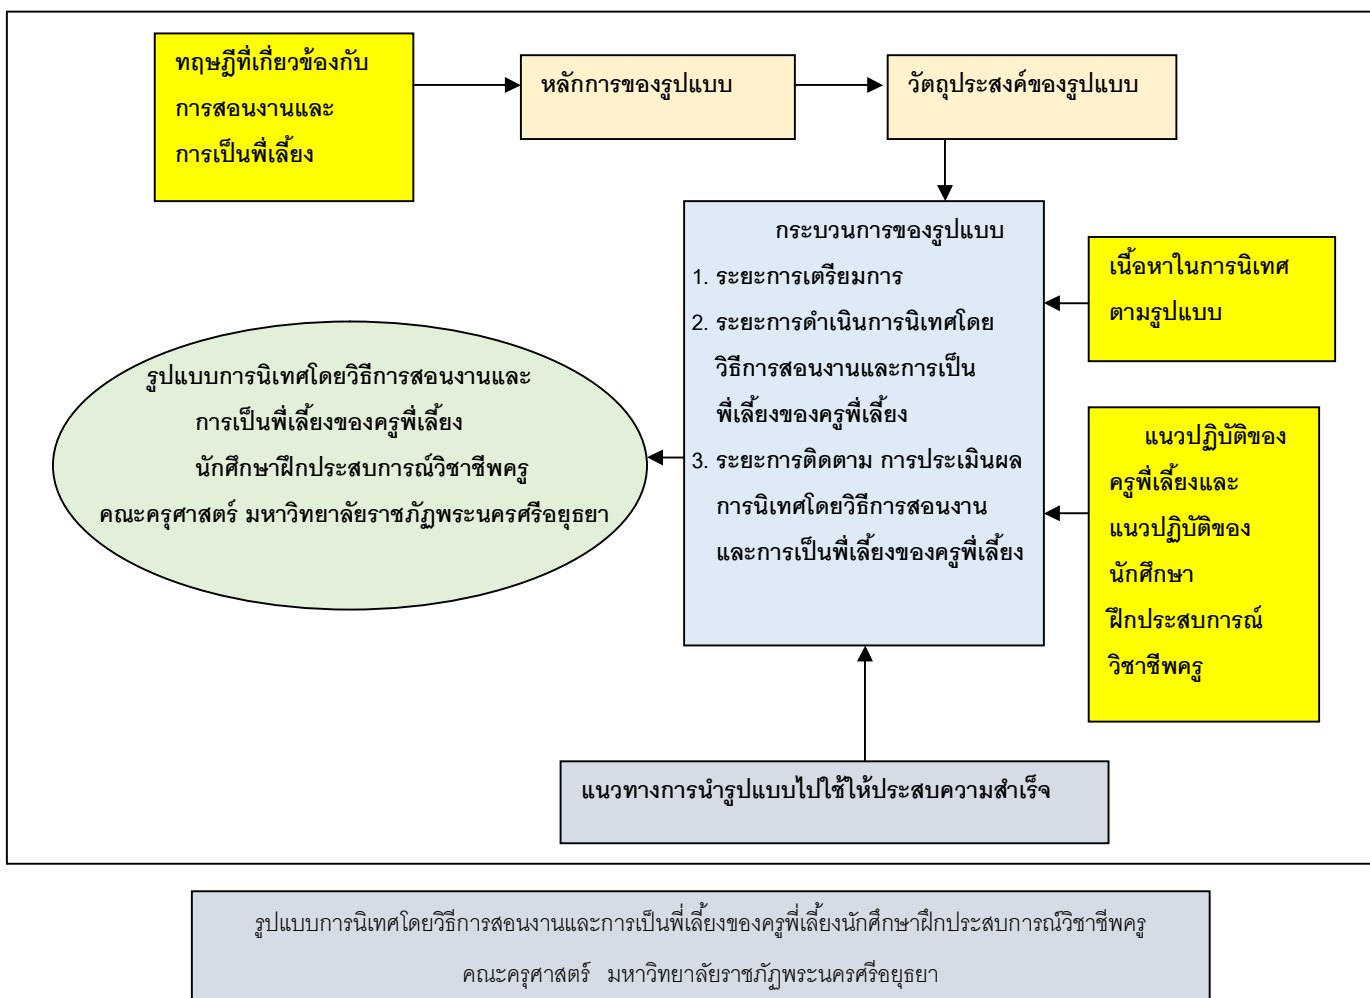 ทฤษฎีที่เกี่ยวข้องกับ
การสอนงานและ
การเป็นพี่เลี้ยง
หลักการของรูปแบบ
วัตถุประสงค์ของรูปแบบ
กระบวนการของรูปแบบ
1. ระยะการเตรียมการ
2. ระยะการดำเนินการนิเทศโดย
วิธีการสอนงานและการเป็น
พี่เลี้ยงของครูพี่เลี้ยง
3. ระยะการติดตาม การประเมินผล
การนิเทศโดยวิธีการสอนงาน
และการเป็นพี่เลี้ยงของครูพี่เลี้ยง
เนื้อหาในการนิเทศ
ตามรูปแบบ
แนวปฏิบัติของ
ครูพี่เลี้ยงและ
แนวปฏิบัติของ
นักศึกษา
ฝึกประสบการณ์
วิชาชีพครู
รูปแบบการนิเทศโดยวิธีการสอนงานและ
การเป็นพี่เลี้ยงของครูพี่เลี้ยง
นักศึกษาฝึกประสบการณ์วิชาชีพครู
คณะครุศาสตร์ มหาวิทยาลัยราชภัฏพระนครศรีอยุธยา
แนวทางการนำรูปแบบไปใช้ให้ประสบความสำเร็จ
รูปแบบการนิเทศโดยวิธีการสอนงานและการเป็นพี่เลี้ยงของครูพี่เลี้ยงนักศึกษาฝึกประสบการณ์วิชาชีพครู
คณะครุศาสตร์ มหาวิทยาลัยราชภัฏพระนครศรีอยุธยา